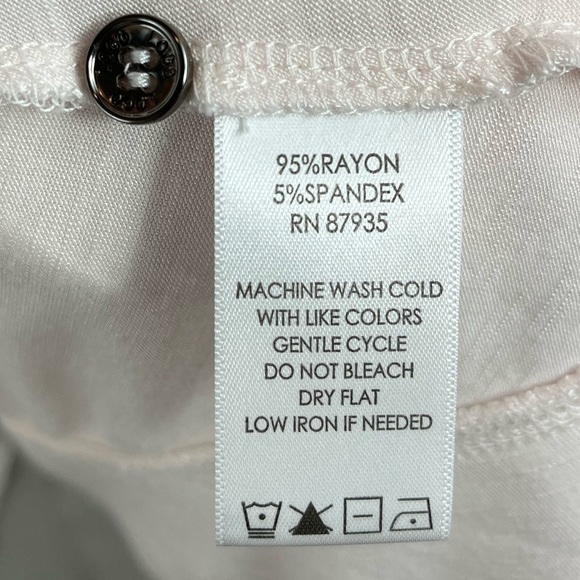 95%RAYON
5%SPANDEX
RN 87935
MACHINE WASH COLD
WITH LIKE COLORS
GENTLE CYCLE
DO NOT BLEACH
DRY FLAT
LOW IRON IF NEEDED